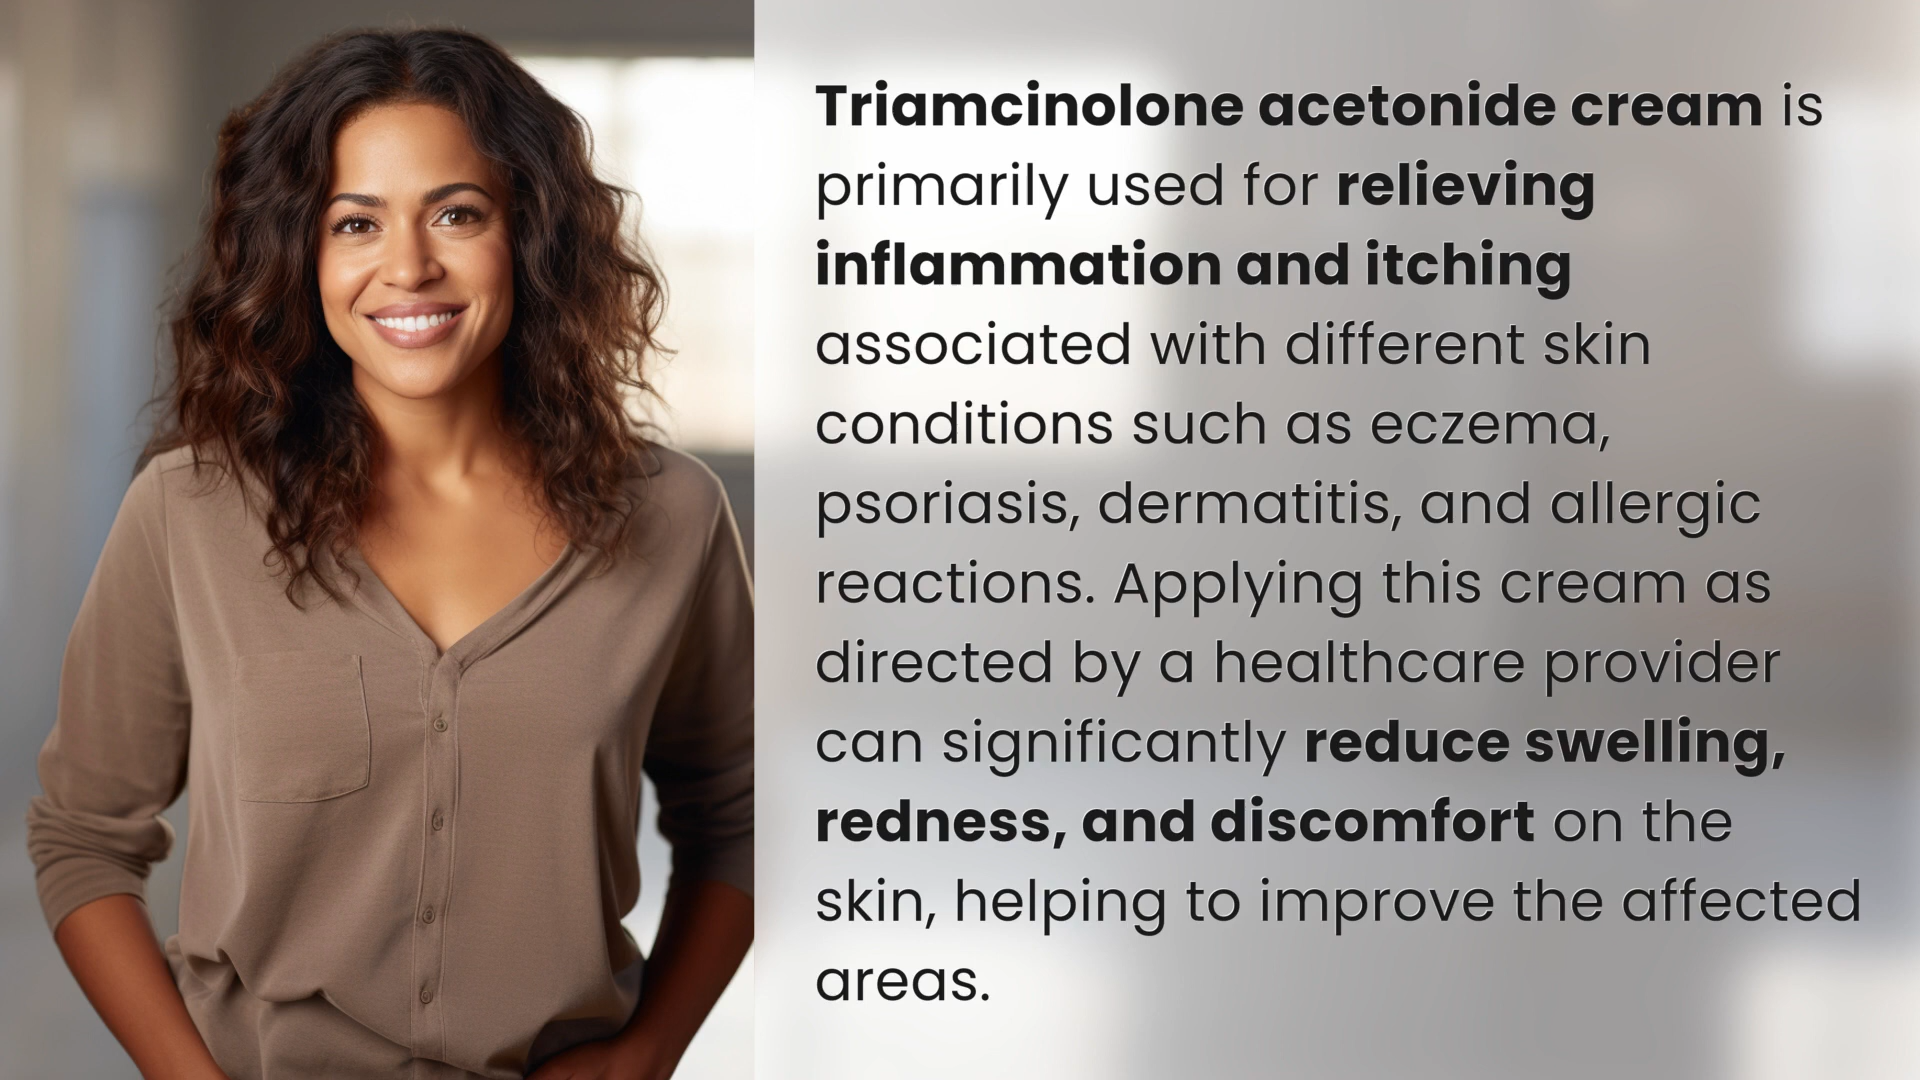 Triamcinolone acetonide cream is
primarily used for relieving
inflammation and itching
associated with different skin
conditions such as eczema,
psoriasis, dermatitis, and allergic
reactions. Applying this cream as
directed by a healthcare provider
can significantly reduce swelling,
redness, and discomfort on the
skin, helping to improve the affected
areas.